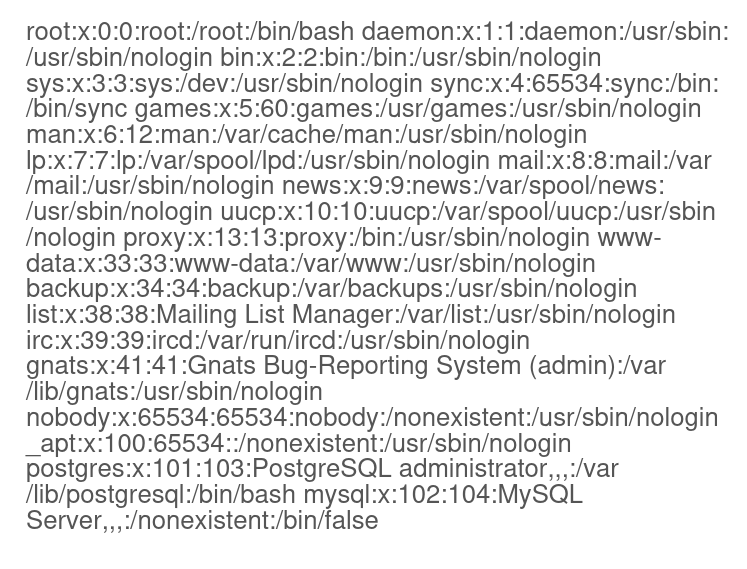 root:x:0:0:root:/root:/bin/bash daemon:x:1:1:daemon:/usr/sbin:
/usr/sbin/nologin bin:x:2:2:bin:/bin:/usr/sbin/nologin
sys:x:3:3:sys:/dev:/usr/sbin/nologin sync:x:4:65534:sync:/bin:
/bin/sync games:x:5:60:games:/usr/games:/usr/sbin/nologin
man:x:6:12:man:/var/cache/man:/usr/sbin/nologin
lp:x:7:7:lp:/var/spool/lpd:/usr/sbin/nologin mail:x:8:8:mail:/var
/mail:/usr/sbin/nologin news:x:9:9:news:/var/spool/news:
/usr/sbin/nologin uucp:x:10:10:uucp:/var/spool/uucp:/usr/sbin
/nologin proxy:x:13:13:proxy:/bin:/usr/sbin/nologin www-
data:x:33:33:www-data:/var/www:/usr/sbin/nologin
backup:x:34:34:backup:/var/backups:/usr/sbin/nologin
list:x:38:38:Mailing List Manager:/var/list:/usr/sbin/nologin
irc:x:39:39:ircd:/var/run/ircd:/usr/sbin/nologin
gnats:x:41:41:Gnats Bug-Reporting System (admin):/var
/lib/gnats:/usr/sbin/nologin
nobody:x:65534:65534:nobody:/nonexistent:/usr/sbin/nologin
_apt:x:100:65534::/nonexistent:/usr/sbin/nologin
postgres:x:101:103:PostgreSQL administrator,,,:/var
/lib/postgresql:/bin/bash mysql:x:102:104:MySQL
Server,,,:/nonexistent:/bin/false